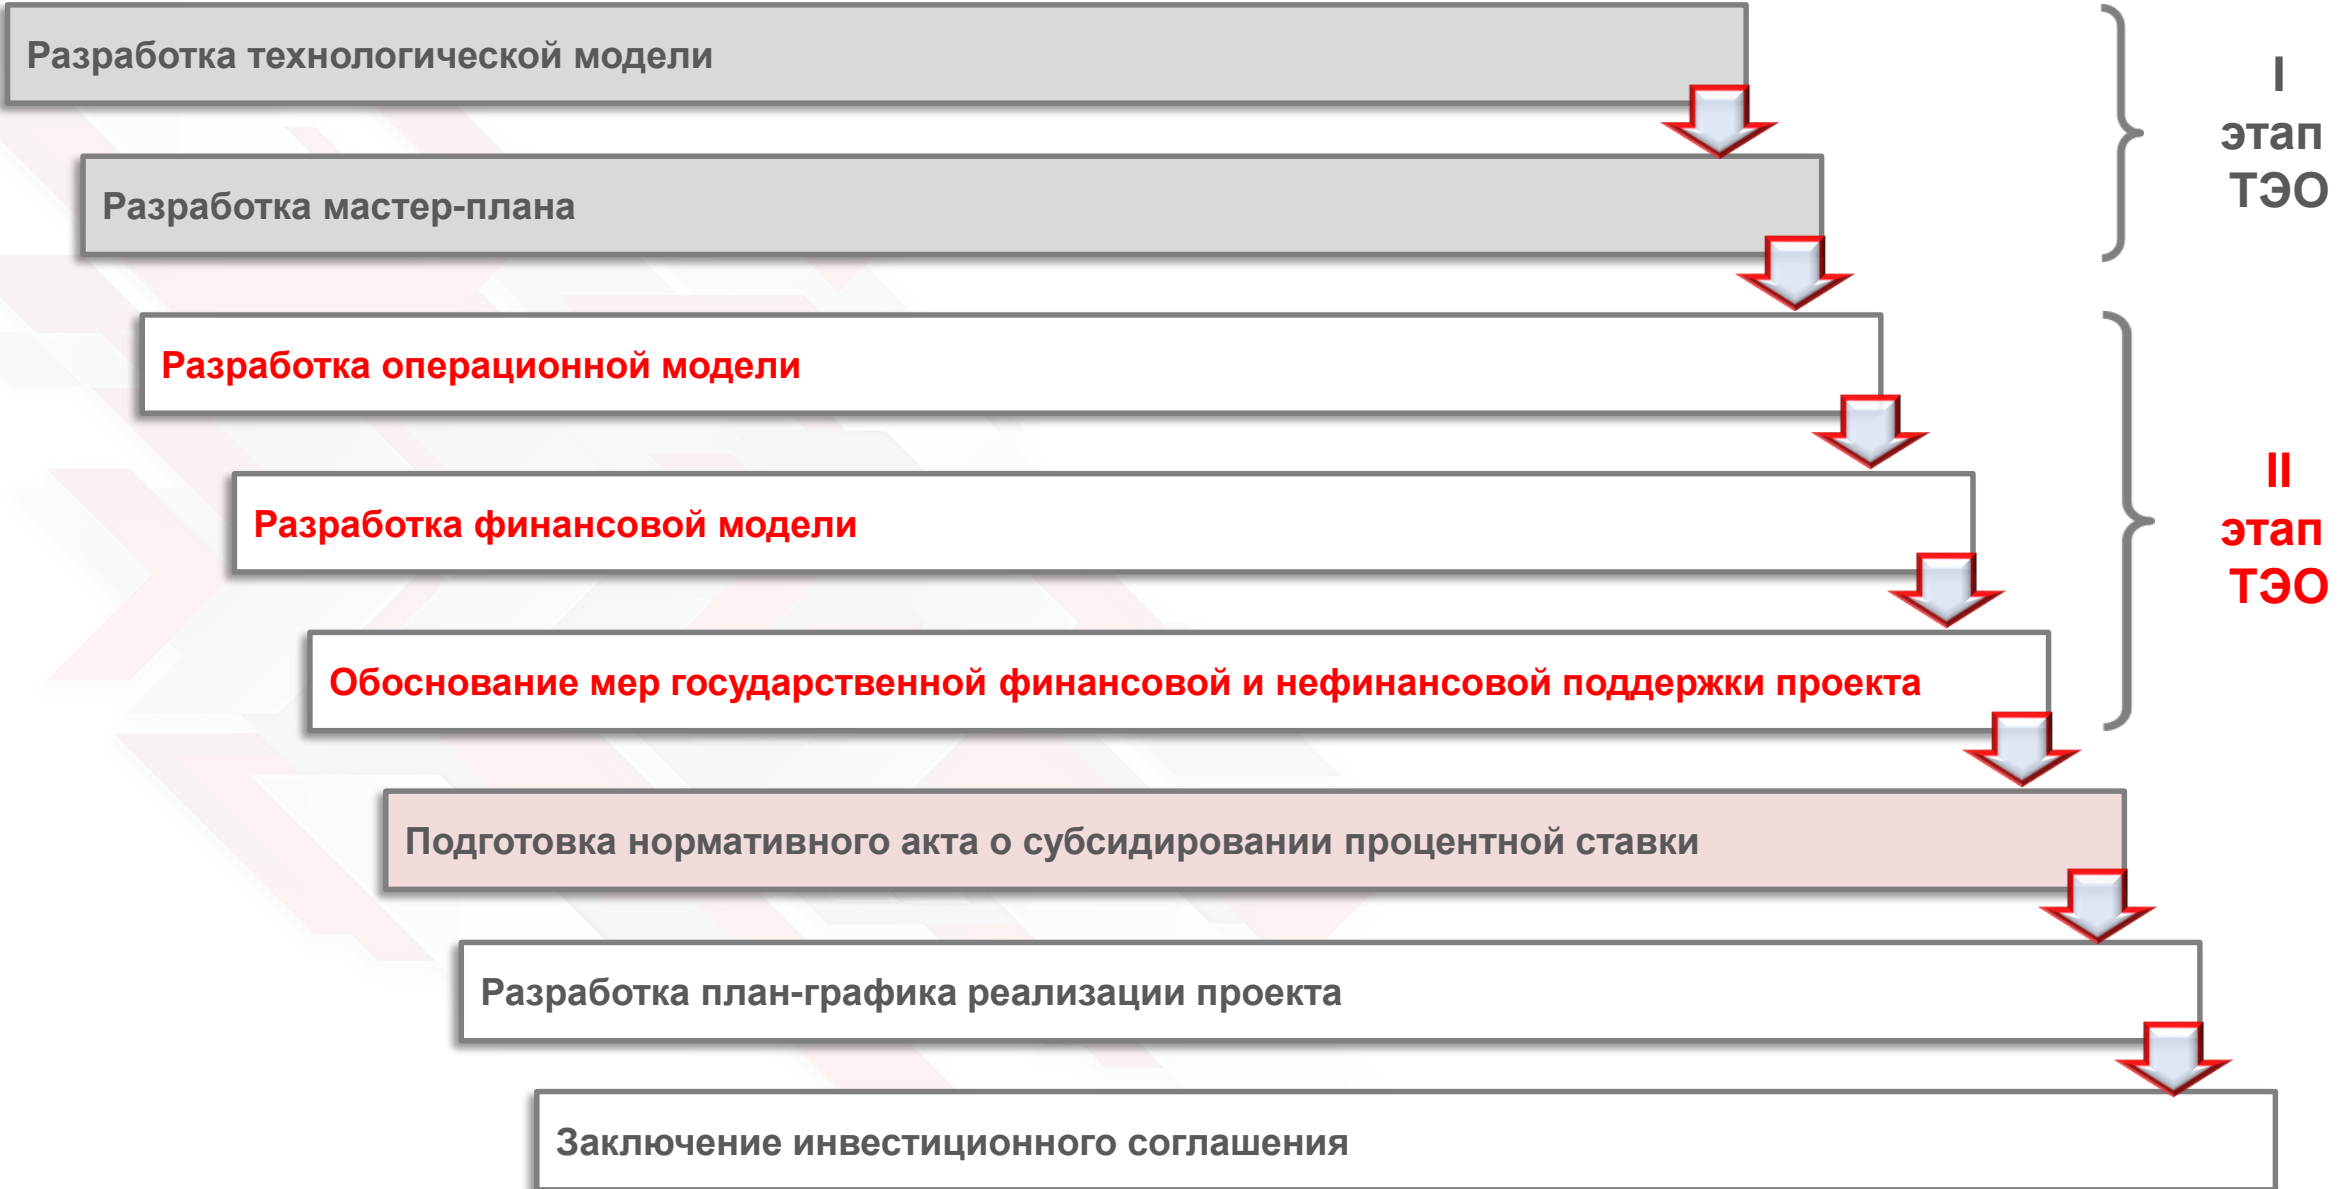 Разработка технологической модели
I
этап
ТЭО
Разработка мастер-плана
Разработка операционной модели
Разработка финансовой модели
II
этап
ТЭО
Обоснование мер государственной финансовой и нефинансовой поддержки проекта
Подготовка нормативного акта о субсидировании процентной ставки
Разработка план-графика реализации проекта
Заключение инвестиционного соглашения